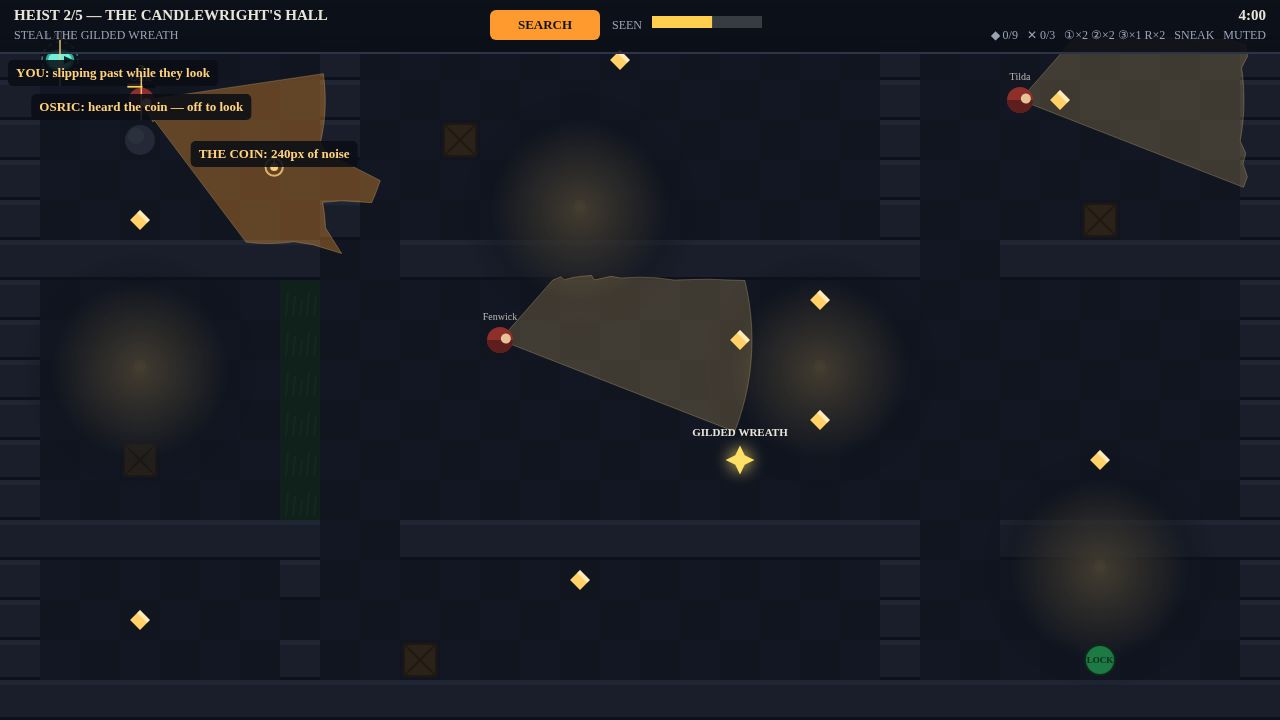 HEIST 2/5 — THE CANDLEWRIGHT'S HALL
STEAL THE GILDED WREATH
SEARCH
SEEN
4:00
◆ 0/9 ✕ 0/3 ①×2 ②×2 ③×1 R×2 SNEAK MUTED
YOU: slipping past while they look
OSRIC: heard the coin — off to look
THE COIN: 240px of noise
Tilda
Fenwick
GILDED WREATH
LOCK